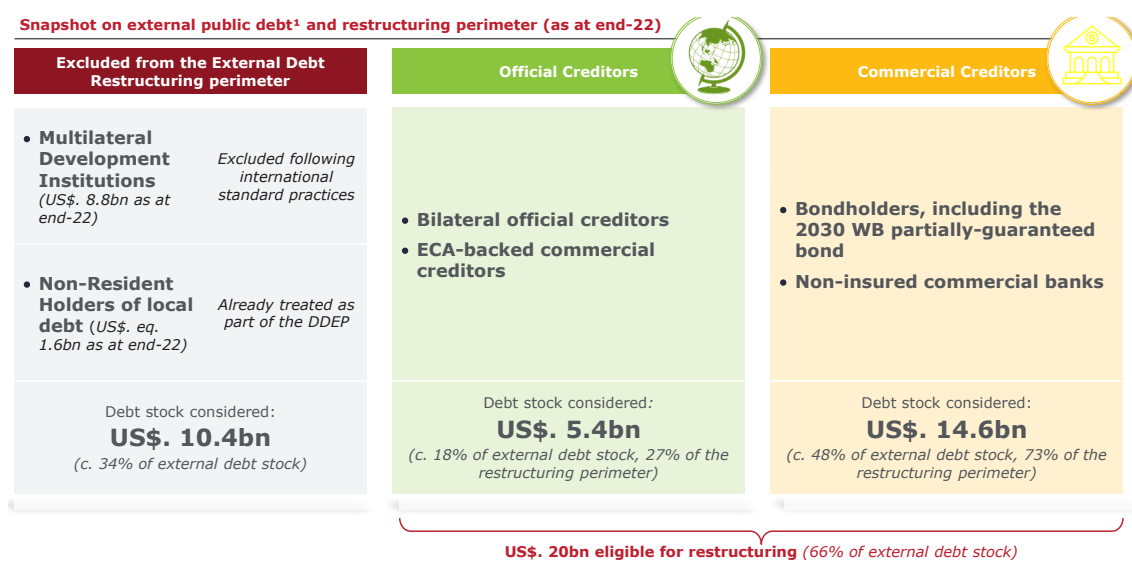 Snapshot on external public debt¹ and restructuring perimeter (as at end-22)
Excluded from the External Debt
Restructuring perimeter
• Multilateral
Development
Institutions
(US$. 8.8bn as at
end-22)
Excluded following
international
standard practices
• Non-Resident
Holders of local
debt (US$. eq.
1.6bn as at end-22)
Already treated as
part of the DDEP
Debt stock considered:
US$. 10.4bn
(c. 34% of external debt stock)
Official Creditors
• Bilateral official creditors
• ECA-backed commercial
creditors
Debt stock considered:
US$. 5.4bn
(c. 18% of external debt stock, 27% of the
restructuring perimeter)
Commercial Creditors
$
• Bondholders, including the
2030 WB partially-guaranteed
bond
• Non-insured commercial banks
Debt stock considered:
US$. 14.6bn
(c. 48% of external debt stock, 73% of the
restructuring perimeter)
US$. 20bn eligible for restructuring (66% of external debt stock)